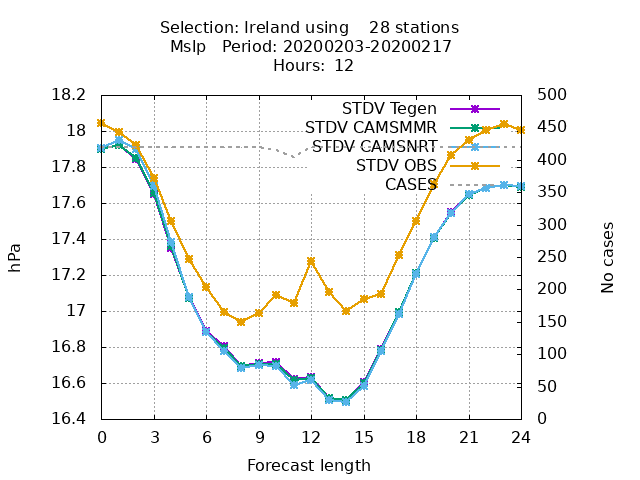 Selection: Ireland using    28 stations
Mslp   Period: 20200203-20200217
Hours: 12
18.2
18
17.8
17.6
17.4
17.2
17
16.8
16.6
16.4
hPa
STDV Tegen
STDV CAMSMMR
STDV CAMSNRT
STDV OBS
CASES
500
450
400
350
300
250
200
150
100
50
0
No cases
0 3 6 9 12 15 18 21 24
Forecast length